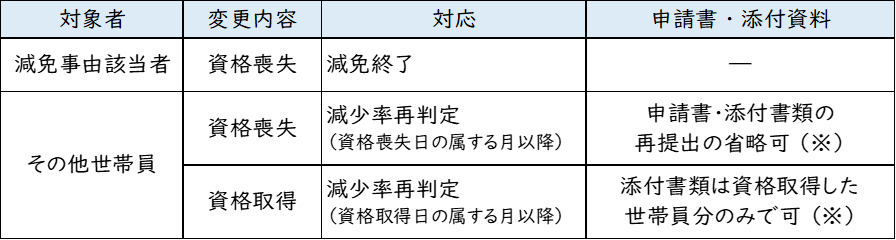 対象者 変更内容 対応 申請書・添付資料
減免事由該当者 資格喪失 減免終了 ―
その他世帯員
資格喪失
減少率再判定
（資格喪失日の属する月以降）
申請書・添付書類の
再提出の省略可（※）
資格取得
減少率再判定
（資格取得日の属する月以降）
添付書類は資格取得した
世帯員分のみで可（※）